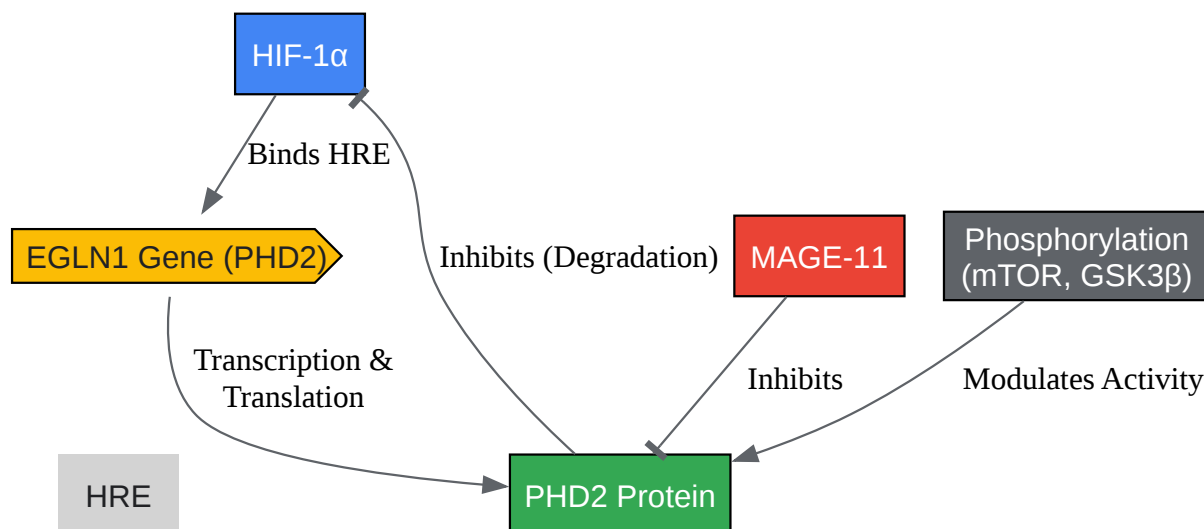 HIF-1α
Binds HRE
EGLN1 Gene (PHD2)
Inhibits (Degradation)
MAGE-11
Phosphorylation
(mTOR, GSK3β)
Transcription &
Translation
Inhibits
Modulates Activity
HRE
PHD2 Protein